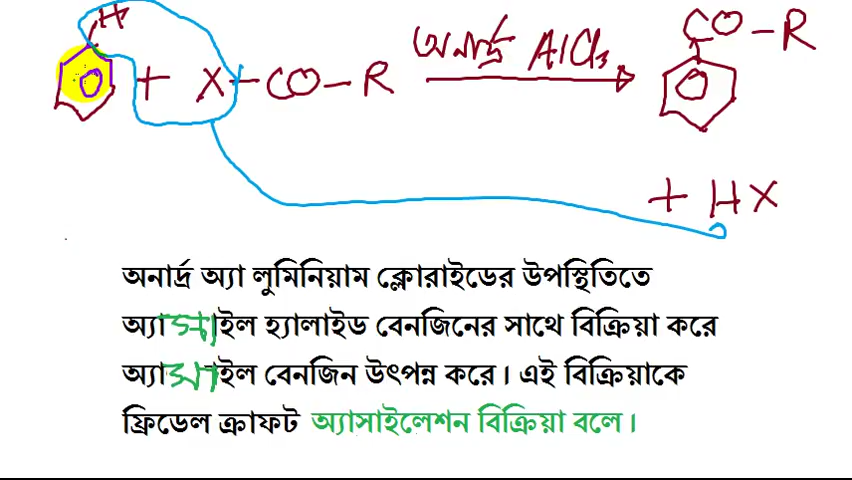 H
CO-R
+ X-CO-R অনার্দ্র AlCl₃
+ HX
অনার্দ্র অ্যা লুমিনিয়াম ক্লোরাইডের উপস্থিতিতে
অ্যাসাইল হ্যালাইড বেনজিনের সাথে বিক্রিয়া করে
অ্যাসাইল বেনজিন উৎপন্ন করে। এই বিক্রিয়াকে
ফ্রিডেল ক্রাফট অ্যাসাইলেশন বিক্রিয়া বলে।